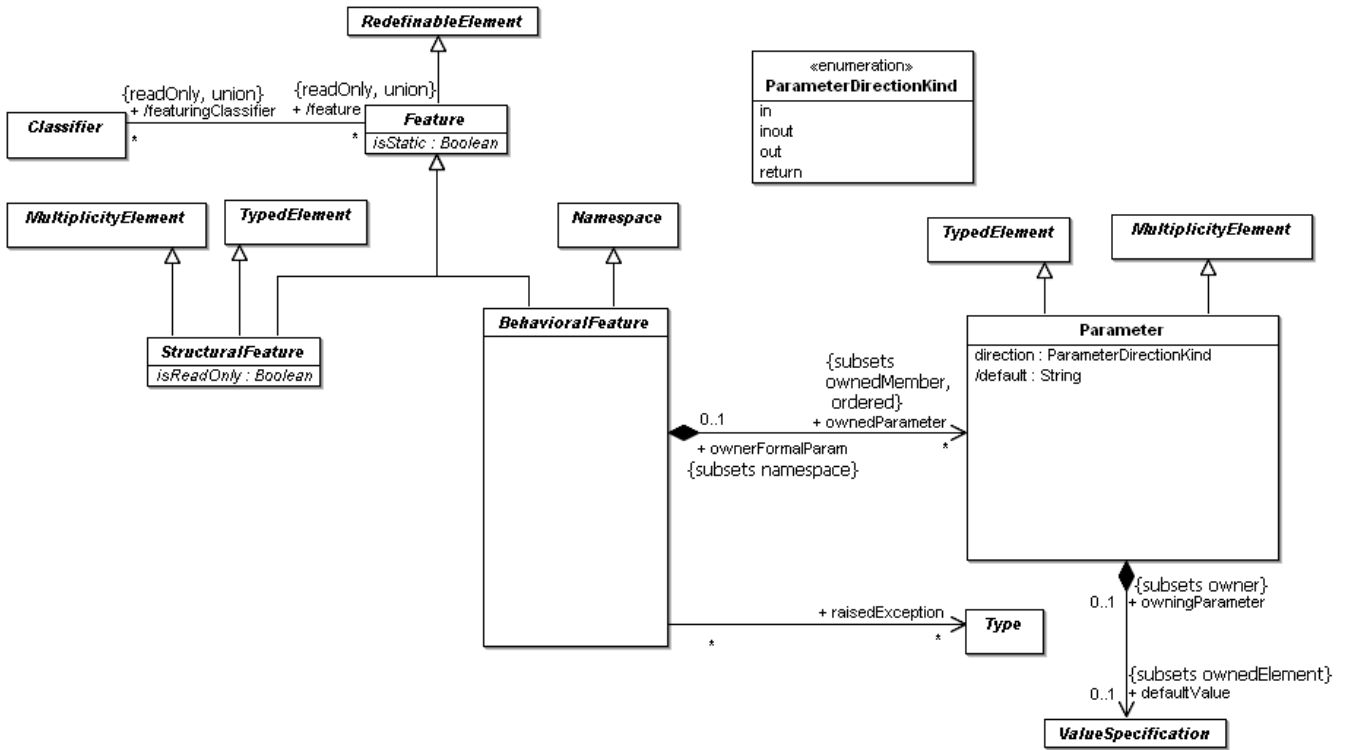 RedefinableElement
«enumeration»
ParameterDirectionKind
in
inout
out
return
{readOnly, union}
+ /featuringClassifier
{readOnly, union}
+ /feature
Classifier
*
*
Feature
isStatic : Boolean
MultiplicityElement
TypedElement
Namespace
TypedElement
MultiplicityElement
BehavioralFeature
Parameter
direction : ParameterDirectionKind
/default : String
StructuralFeature
isReadOnly : Boolean
{subsets
ownedMember,
ordered}
0..1
+ ownedParameter
+ ownerFormalParam
*
{subsets namespace}
{subsets owner}
0..1
+ owningParameter
+ raisedException
*
*
Type
{subsets ownedElement}
0..1
+ defaultValue
ValueSpecification